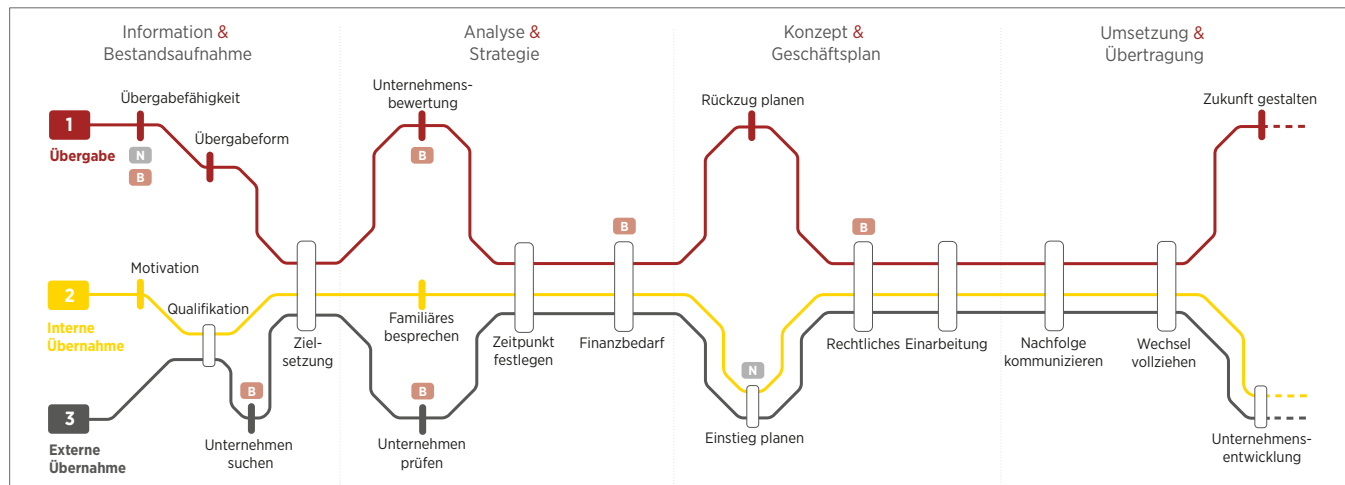 Information &
Bestandsaufnahme
Analyse &
Strategie
Konzept &
Geschäftsplan
Umsetzung &
Übertragung
1
Übergabe
Übergabefähigkeit
N
B
Übergabeform
Unternehmens-
bewertung
B
B
Rückzug planen
B
Zukunft gestalten
2
Interne
Übernahme
Motivation
Qualifikation
Ziel-
setzung
Familiäres
besprechen
Zeitpunkt
festlegen
Finanzbedarf
Rechtliches
Einarbeitung
Nachfolge
kommunizieren
Wechsel
vollziehen
3
Externe
Übernahme
B
Unternehmen
suchen
B
Unternehmen
prüfen
N
Einstieg planen
Unternehmens-
entwicklung